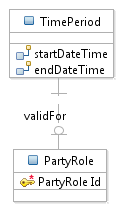 TimePeriod
startDateTime
endDateTime
validFor
PartyRole
PartyRole Id